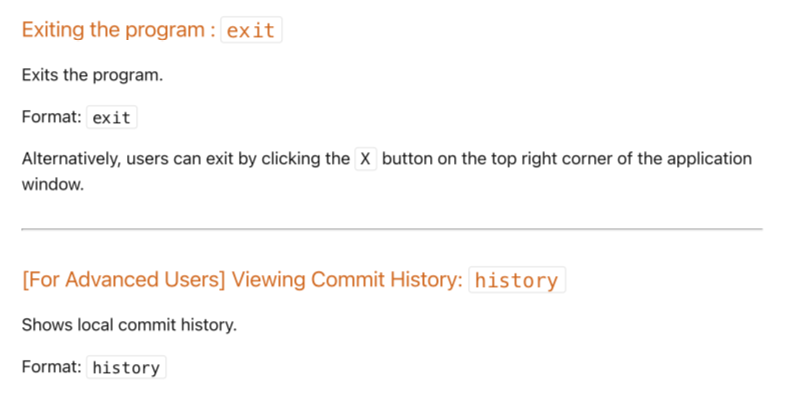 Exiting the program : exit
Exits the program.
Format: exit
Alternatively, users can exit by clicking the X button on the top right corner of the application
window.
[For Advanced Users] Viewing Commit History: history
Shows local commit history.
Format: history